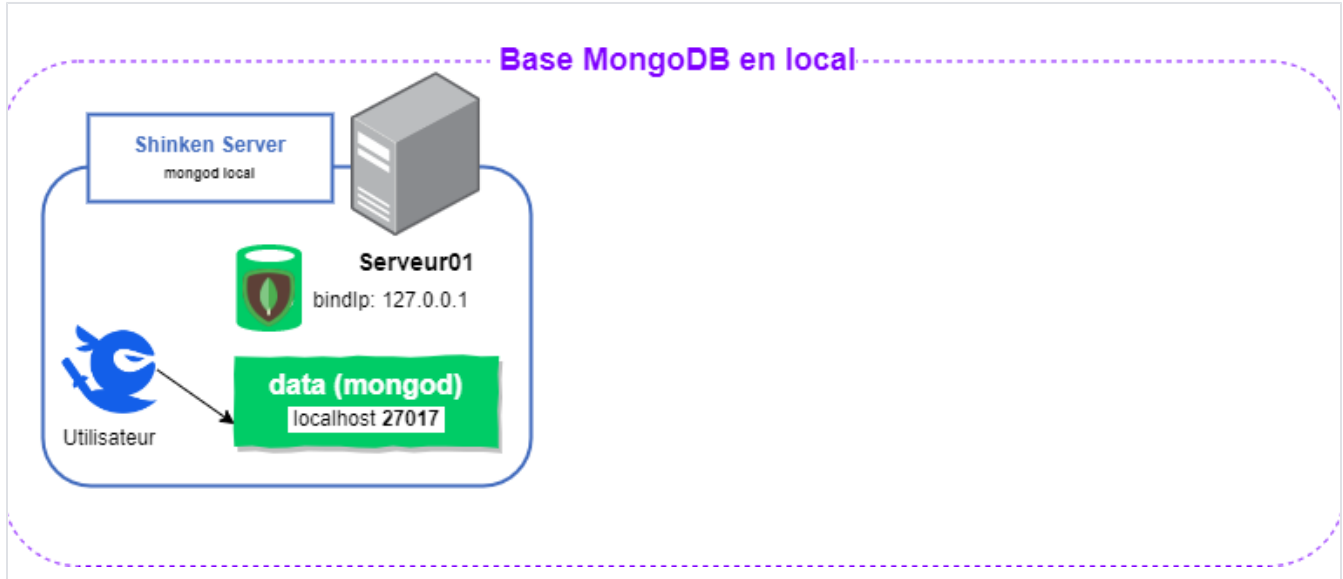 Base MongoDB en local
Shinken Server
mongod local
Serveur01
bindIp: 127.0.0.1
data (mongod)
localhost 27017
Utilisateur